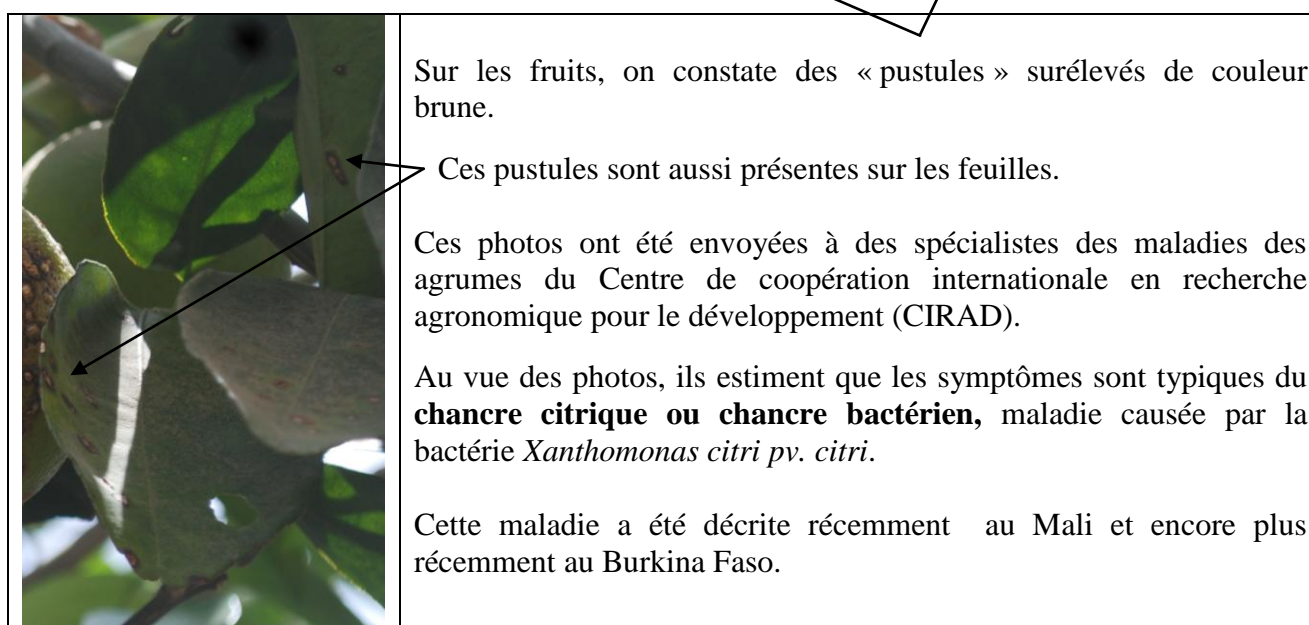 Sur les fruits, on constate des « pustules » surélevés de couleur
brune.
Ces pustules sont aussi présentes sur les feuilles.
Ces photos ont été envoyées à des spécialistes des maladies des
agrumes du Centre de coopération internationale en recherche
agronomique pour le développement (CIRAD).
Au vue des photos, ils estiment que les symptômes sont typiques du
chancre citrique ou chancre bactérien, maladie causée par la
bactérie Xanthomonas citri pv. citri.
Cette maladie a été décrite récemment au Mali et encore plus
récemment au Burkina Faso.